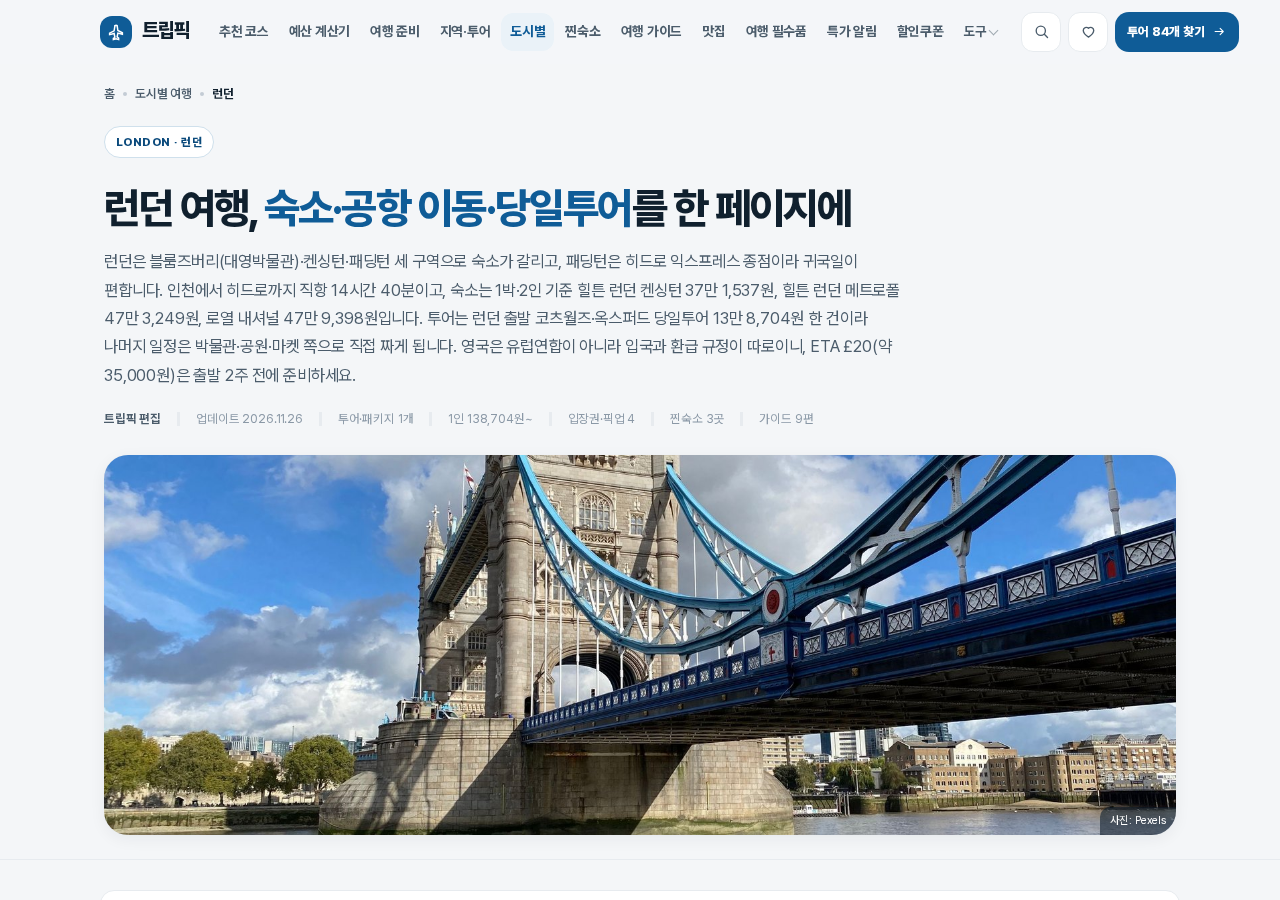 트립픽
추천 코스
예산 계산기
여행 준비
지역·투어
도시별
찐숙소
여행 가이드
맛집
여행 필수품
특가 알림
할인쿠폰
도구
투어 84개 찾기 →
홈 • 도시별 여행 • 런던
LONDON · 런던
런던 여행, 숙소·공항 이동·당일투어를 한 페이지에
런던은 블룸즈버리(대영박물관)·켄싱턴·패딩턴 세 구역으로 숙소가 갈리고, 패딩턴은 히드로 익스프레스 종점이라 귀국일이
편합니다. 인천에서 히드로까지 직항 14시간 40분이고, 숙소는 1박·2인 기준 힐튼 런던 켄싱턴 37만 1,537원, 힐튼 런던 메트로폴
47만 3,249원, 로열 내셔널 47만 9,398원입니다. 투어는 런던 출발 코츠월즈·옥스퍼드 당일투어 13만 8,704원 한 건이라
나머지 일정은 박물관·공원·마켓 쪽으로 직접 짜게 됩니다. 영국은 유럽연합이 아니라 입국과 환급 규정이 따로이니, ETA £20(약
35,000원)은 출발 2주 전에 준비하세요.
트립픽 편집
업데이트 2026.11.26
투어·패키지 1개
1인 138,704원~
입장권·픽업 4
찐숙소 3곳
가이드 9편
사진: Pexels